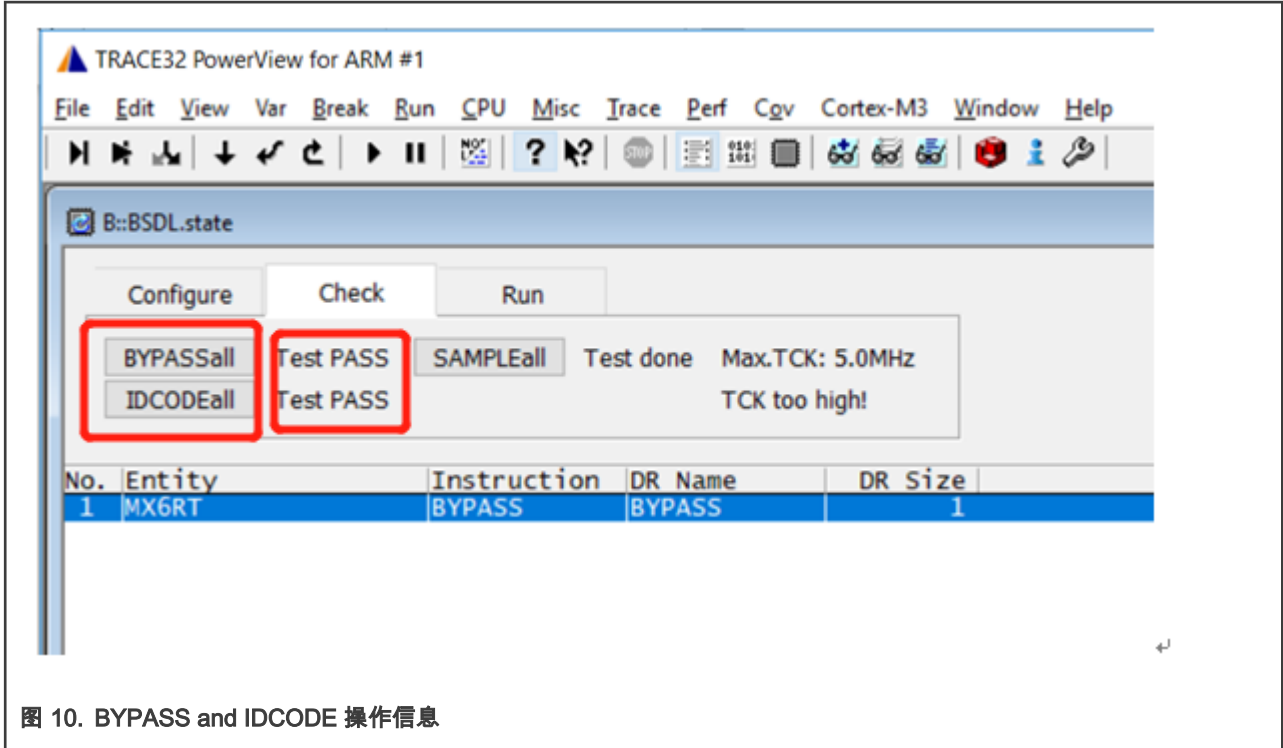 TRACE32 PowerView for ARM #1
File Edit View Var Break Run CPU Misc Trace Perf Cov Cortex-M3 Window Help
B::BSDL.state
Configure Check Run
BYPASSall Test PASS SAMPLEall Test done Max.TCK: 5.0MHz
IDCODEall Test PASS TCK too high!
No. Entity Instruction DR Name DR Size
1 MX6RT BYPASS BYPASS 1
图 10. BYPASS and IDCODE 操作信息